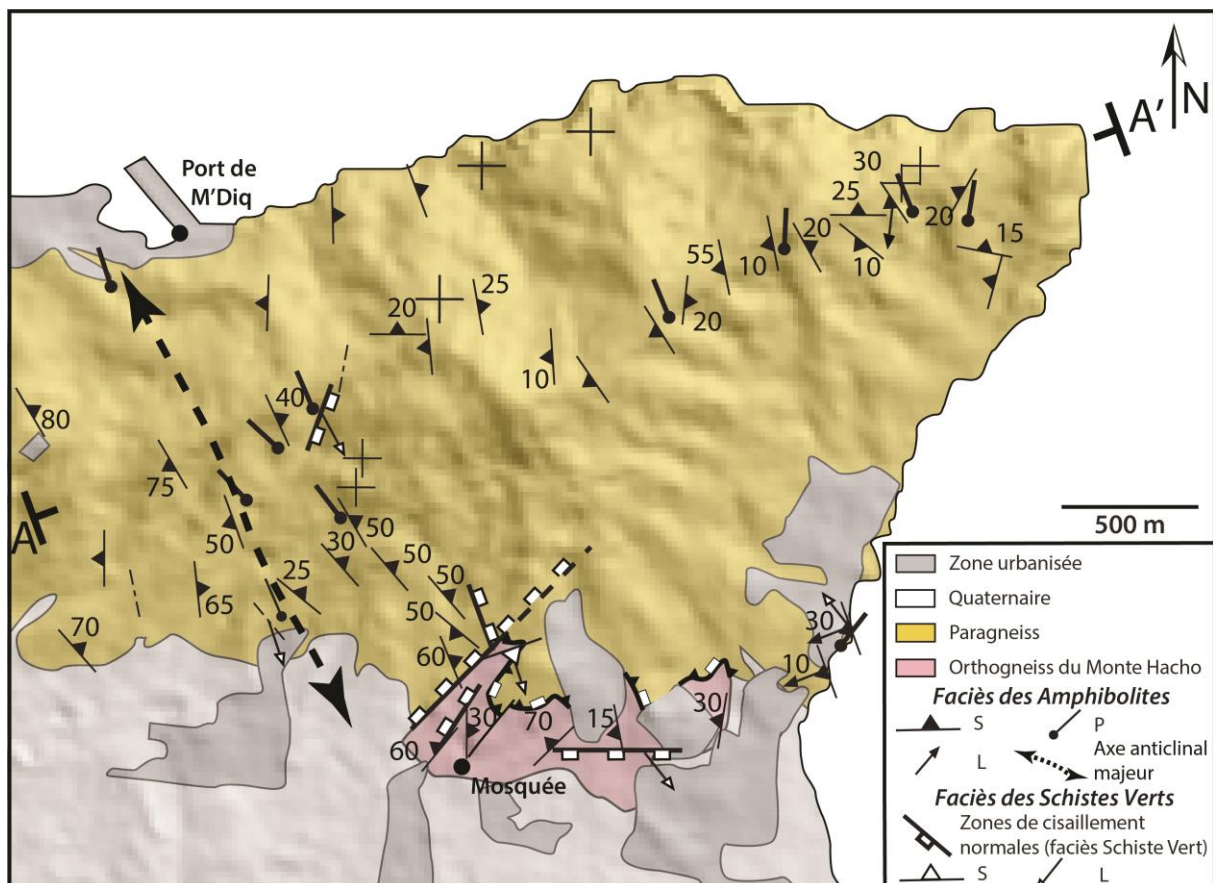 A'
N
Port de
M'Diq
30
25
20
20
15
55
10
10
25
20
20
10
40
80
75
50
50
30
50
A
50
25
50
65
50
70
60
30
10
30
70
15
30
60
Mosquée
500 m
Zone urbanisée
Quaternaire
Paragneiss
Orthogneiss du Monte Hacho
Faciès des Amphibolites
S
P
L
Axe anticlinal
majeur
Faciès des Schistes Verts
Zones de cisaillement
normales (faciès Schiste Vert)
S
L